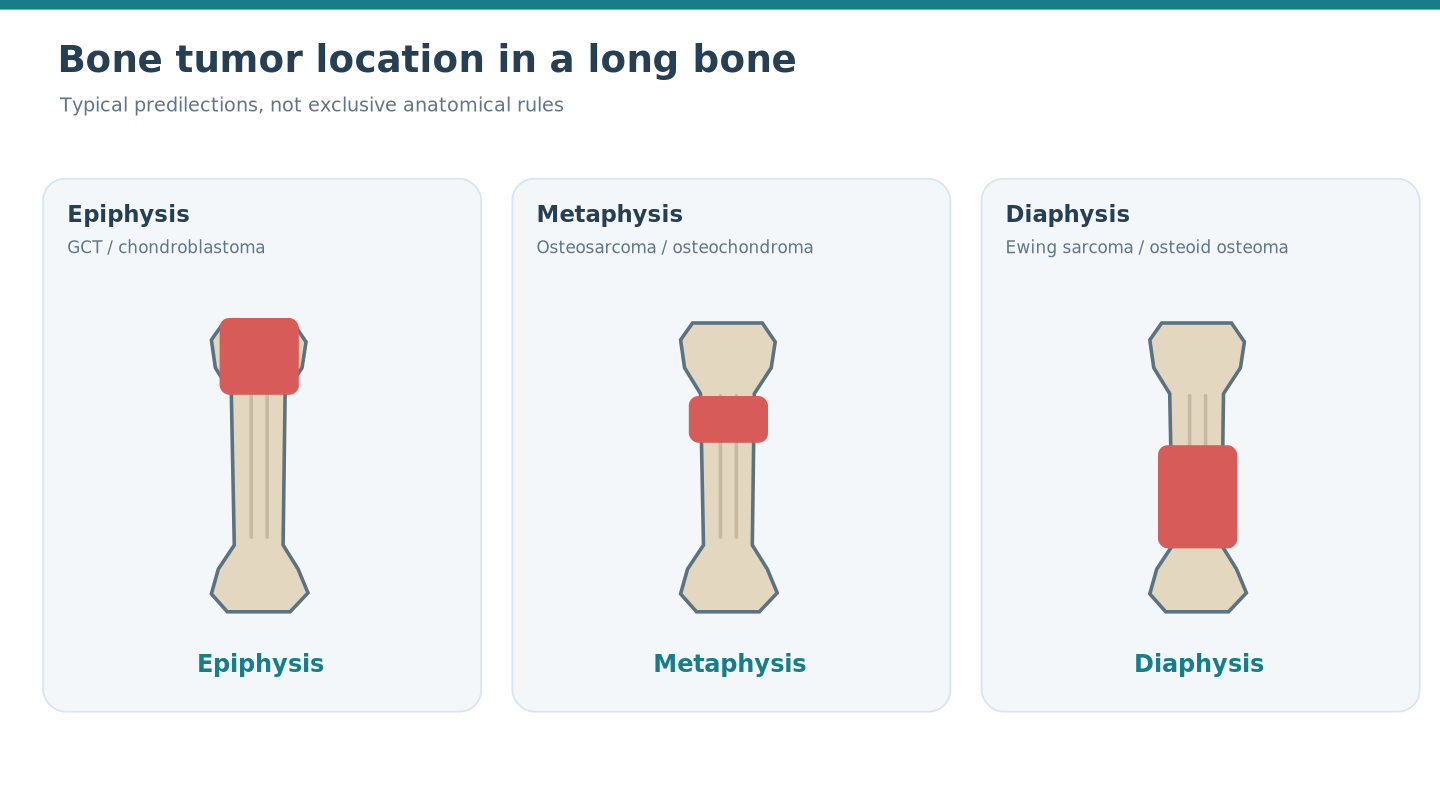 Bone tumor location in a long bone
Typical predilections, not exclusive anatomical rules
Epiphysis
GCT / chondroblastoma
Epiphysis
Metaphysis
Osteosarcoma / osteochondroma
Metaphysis
Diaphysis
Ewing sarcoma / osteoid osteoma
Diaphysis